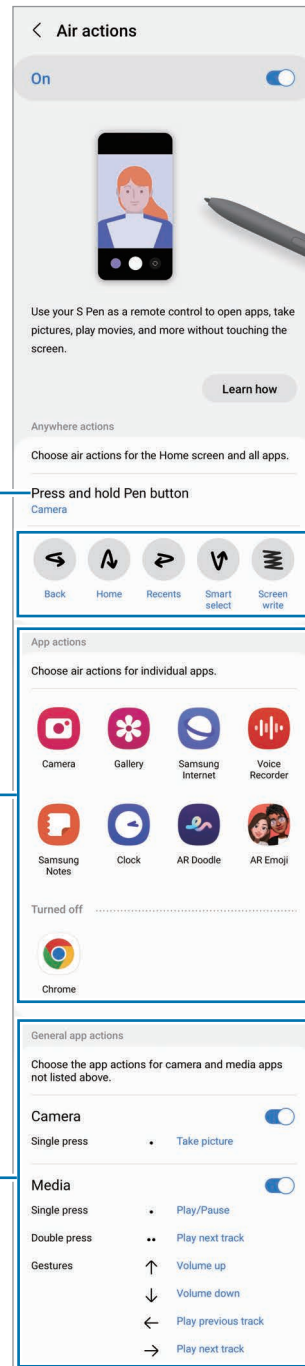 Air actions
On
Use your S Pen as a remote control to open apps, take
pictures, play movies, and more without touching the
screen.
Learn how
Anywhere actions
Choose air actions for the Home screen and all apps.
Press and hold Pen button
Camera
Back Home Recents Smart select Screen write
App actions
Choose air actions for individual apps.
Camera Gallery Samsung Internet Voice Recorder
Samsung Notes Clock AR Doodle AR Emoji
Turned off
Chrome
General app actions
Choose the app actions for camera and media apps
not listed above.
Camera
Single press Take picture
Media
Single press Play/Pause
Double press Play next track
Gestures Volume up
Volume down
Play previous track
Play next track